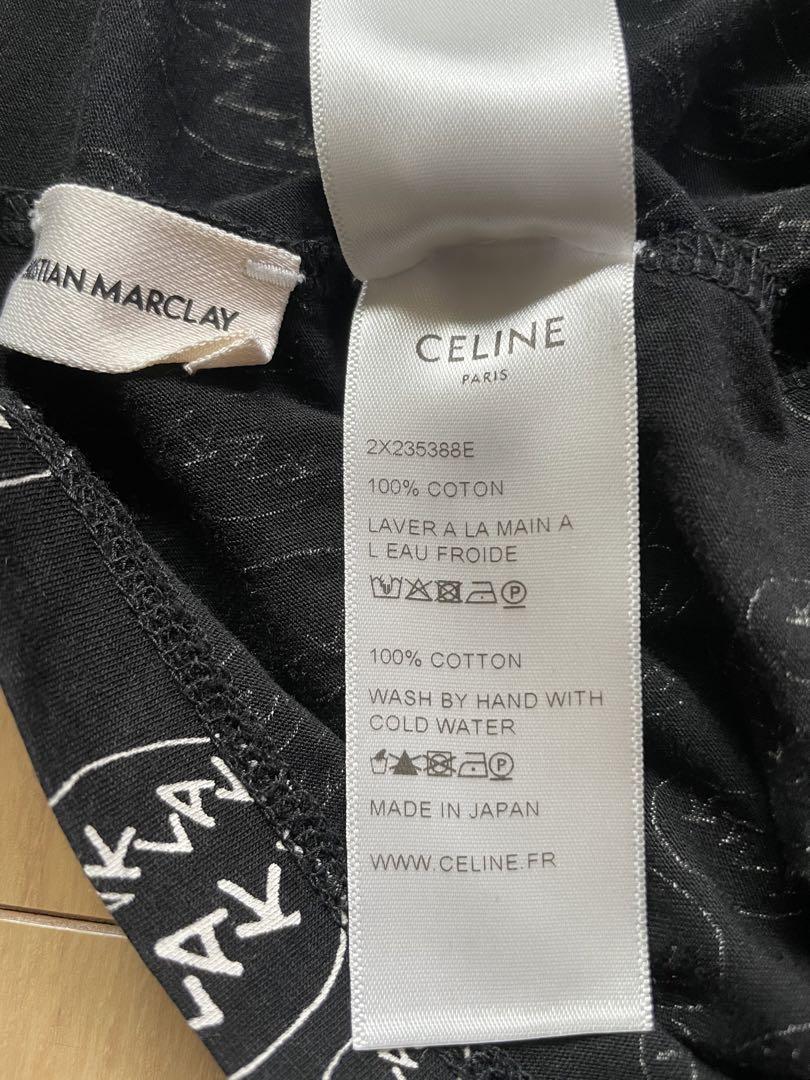 MARCLAY
CELINE
PARIS
2X235388E
100% COTON
LAVER A LA MAIN A
L EAU FROIDE
P
100% COTTON
WASH BY HAND WITH
COLD WATER
P
MADE IN JAPAN
WWW.CELINE.FR